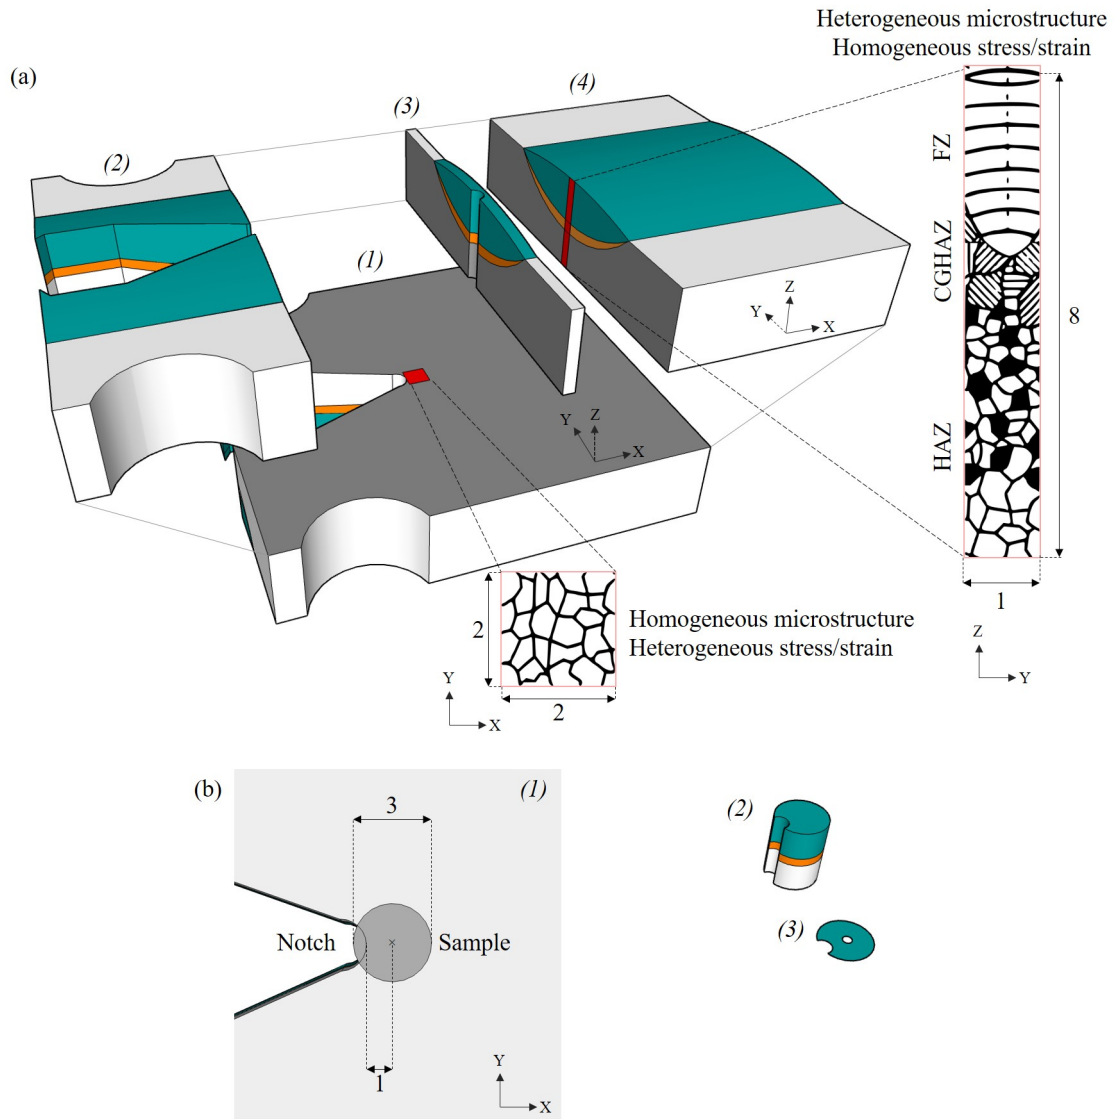 Heterogeneous microstructure
Homogeneous stress/strain
(a)
(4)
(3)
(2)
(1)
FZ
CGHAZ
HAZ
8
1
Z
Y
X
Z
Y
X
Z
Y
2
2
Homogeneous microstructure
Heterogeneous stress/strain
Y
X
(b)
(1)
3
Notch
Sample
1
Y
X
(2)
(3)